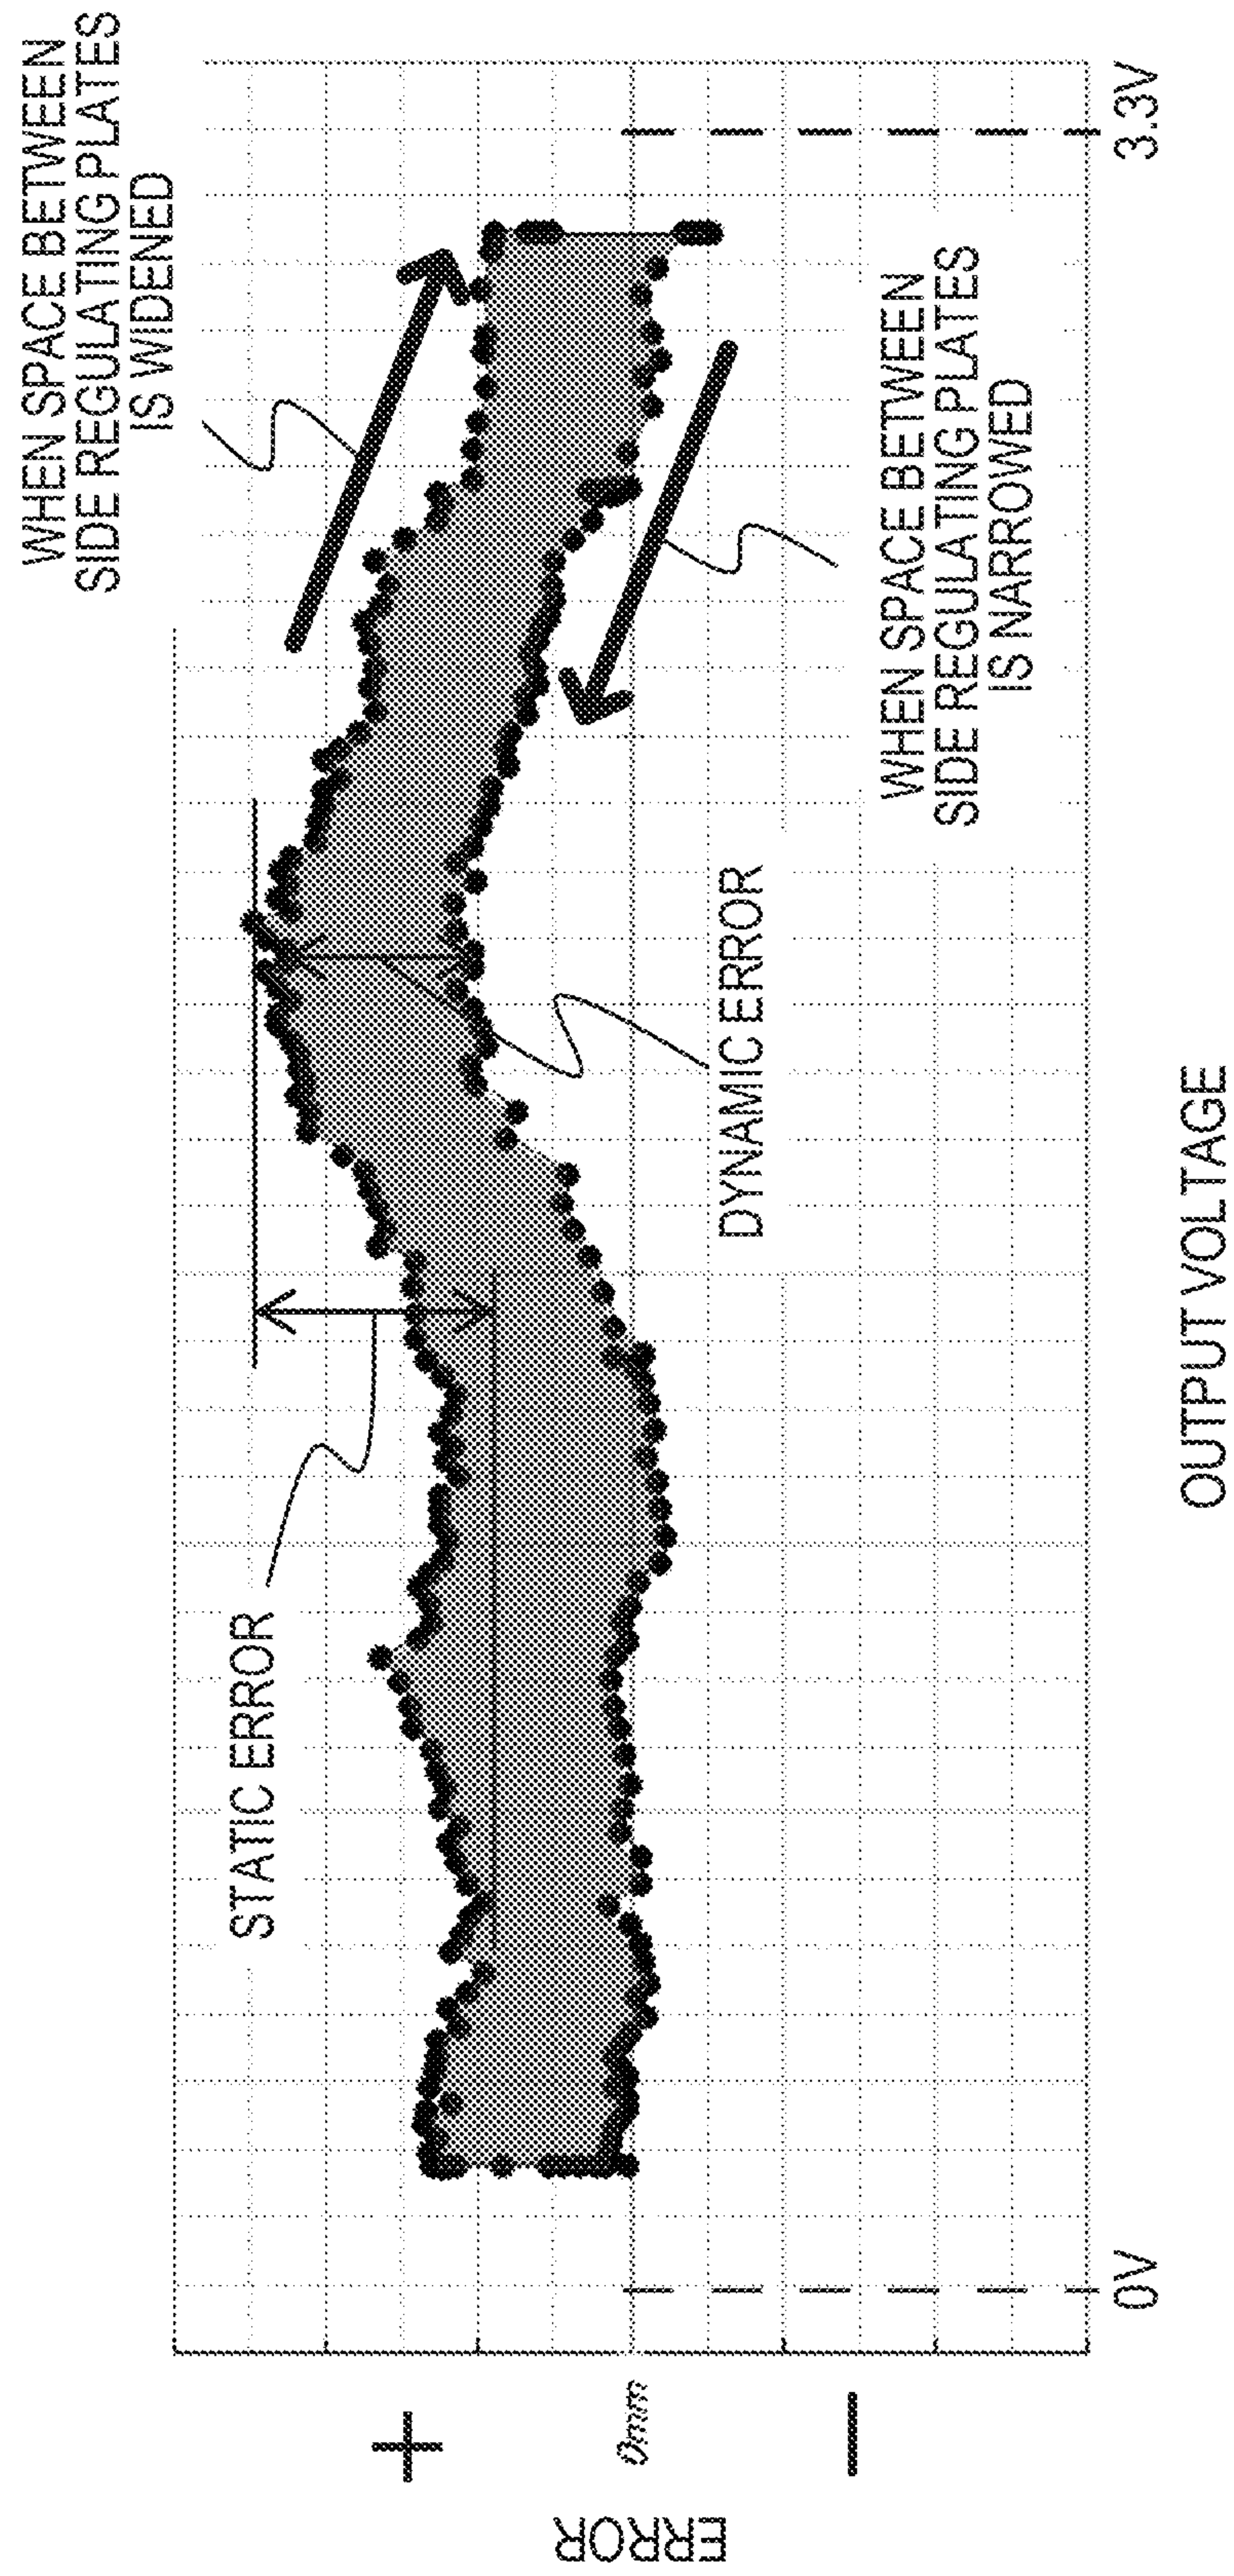 WHEN SPACE BETWEEN
SIDE REGULATING PLATES
IS WIDENED
STATIC ERROR
DYNAMIC ERROR
WHEN SPACE BETWEEN
SIDE REGULATING PLATES
IS NARROWED
ERROR
+
0mm
—
0V
3.3V
OUTPUT VOLTAGE